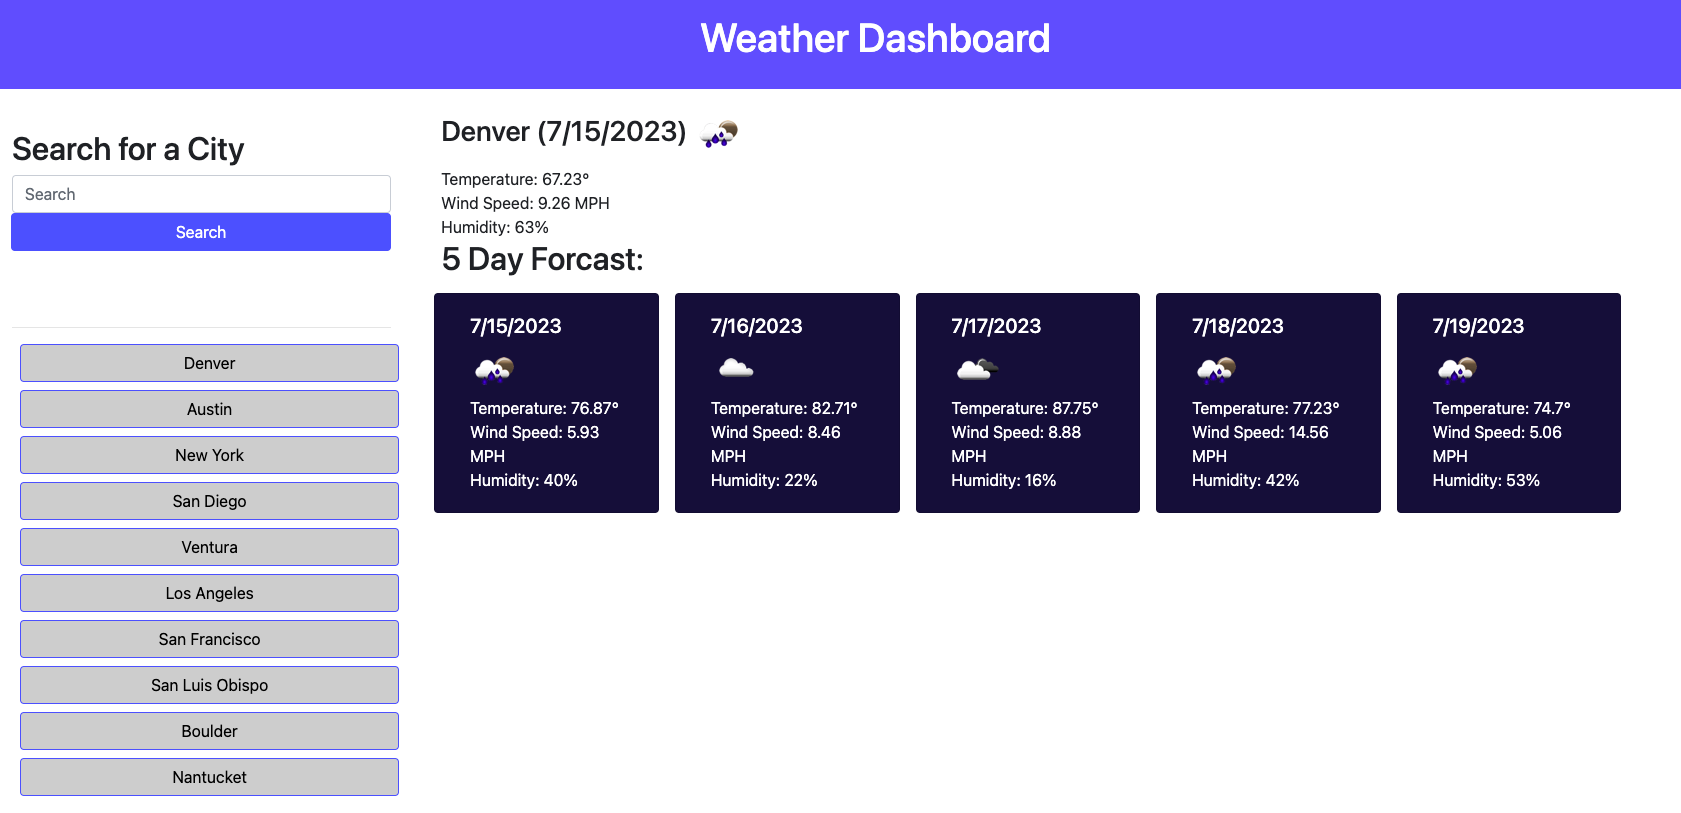 Weather Dashboard
Search for a City
Search
Search
Denver
Austin
New York
San Diego
Ventura
Los Angeles
San Francisco
San Luis Obispo
Boulder
Nantucket
Denver (7/15/2023)
Temperature: 67.23°
Wind Speed: 9.26 MPH
Humidity: 63%
5 Day Forcast:
7/15/2023
Temperature: 76.87°
Wind Speed: 5.93
MPH
Humidity: 40%
7/16/2023
Temperature: 82.71°
Wind Speed: 8.46
MPH
Humidity: 22%
7/17/2023
Temperature: 87.75°
Wind Speed: 8.88
MPH
Humidity: 16%
7/18/2023
Temperature: 77.23°
Wind Speed: 14.56
MPH
Humidity: 42%
7/19/2023
Temperature: 74.7°
Wind Speed: 5.06
MPH
Humidity: 53%